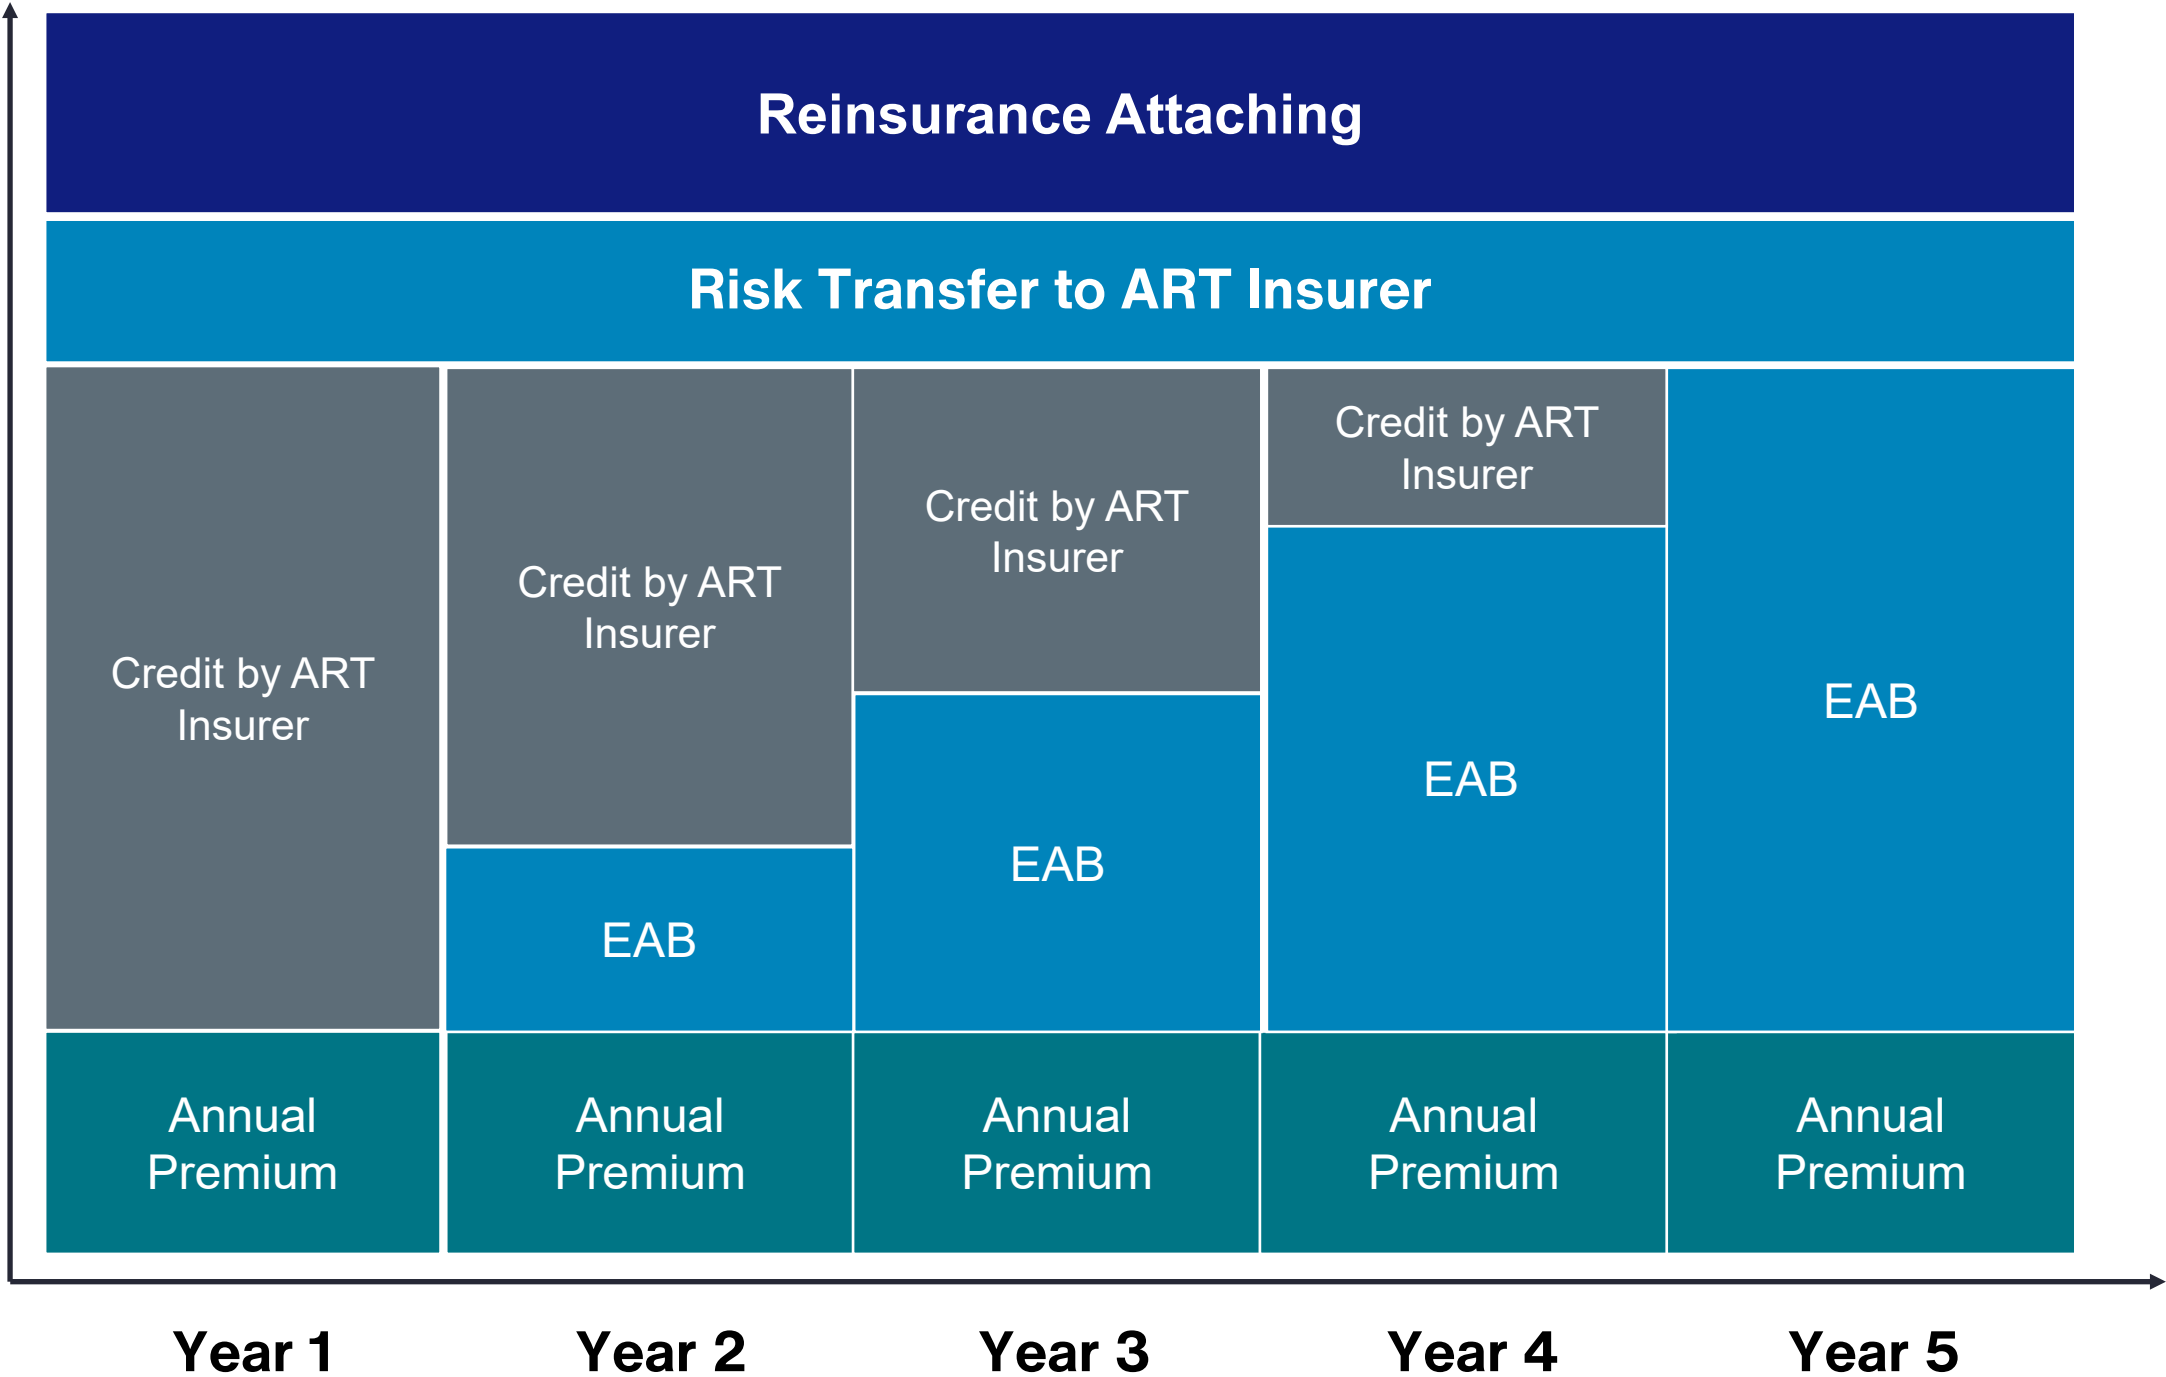 Reinsurance Attaching
Risk Transfer to ART Insurer
Credit by ART
Insurer
Credit by ART
Insurer
Credit by ART
Insurer
Credit by ART
Insurer
EAB
EAB
EAB
EAB
Annual
Premium
Annual
Premium
Annual
Premium
Annual
Premium
Annual
Premium
Year 1
Year 2
Year 3
Year 4
Year 5